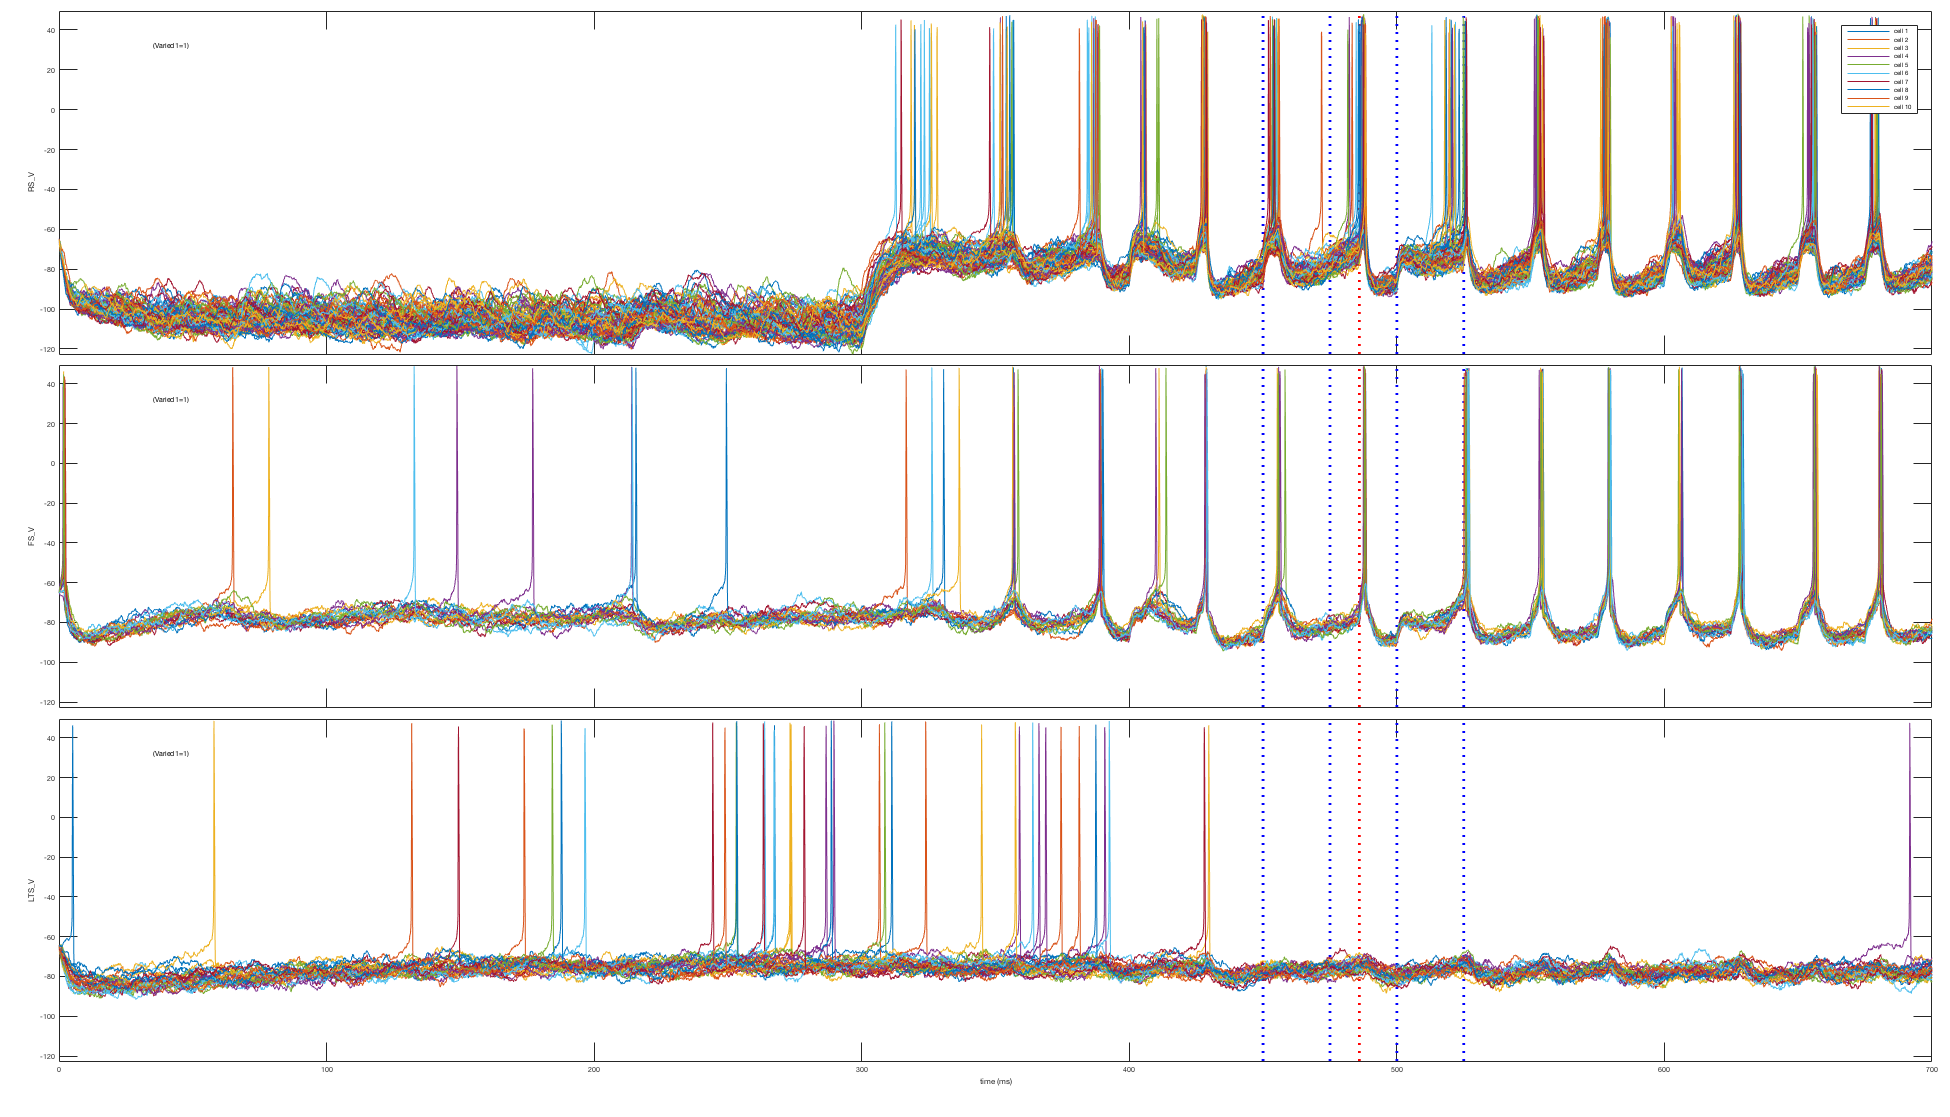 RS_V
40
20
0
-20
-40
-60
-80
-100
-120
(Varied1=1)
cell 1
cell 2
cell 3
cell 4
cell 5
cell 6
cell 7
cell 8
cell 9
cell 10
FS_V
40
20
0
-20
-40
-60
-80
-100
-120
(Varied1=1)
LTS_V
40
20
0
-20
-40
-60
-80
-100
-120
(Varied1=1)
0
100
200
300
400
500
600
700
time (ms)